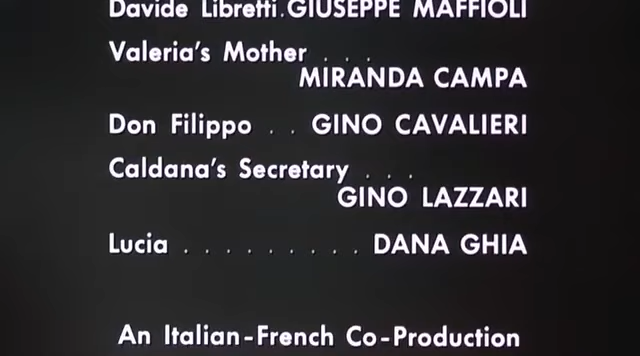 Davide Libretti.GIUSEPPE MAFFIOLI
Valeria's Mother . . .
MIRANDA CAMPA
Don Filippo . . GINO CAVALIERI
Caldana's Secretary . . .
GINO LAZZARI
Lucia . . . . . . . . . DANA GHIA
An Italian-French Co-Production